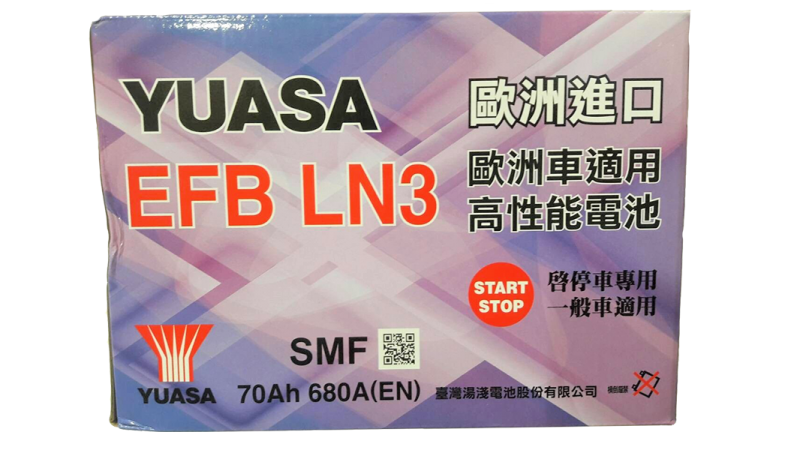 YUASA
EFB LN3
歐洲進口
歐洲車適用
高性能電池
START
STOP
啓停車專用
一般車適用
SMF
YUASA
70Ah 680A(EN)
臺灣湯淺電池股份有限公司